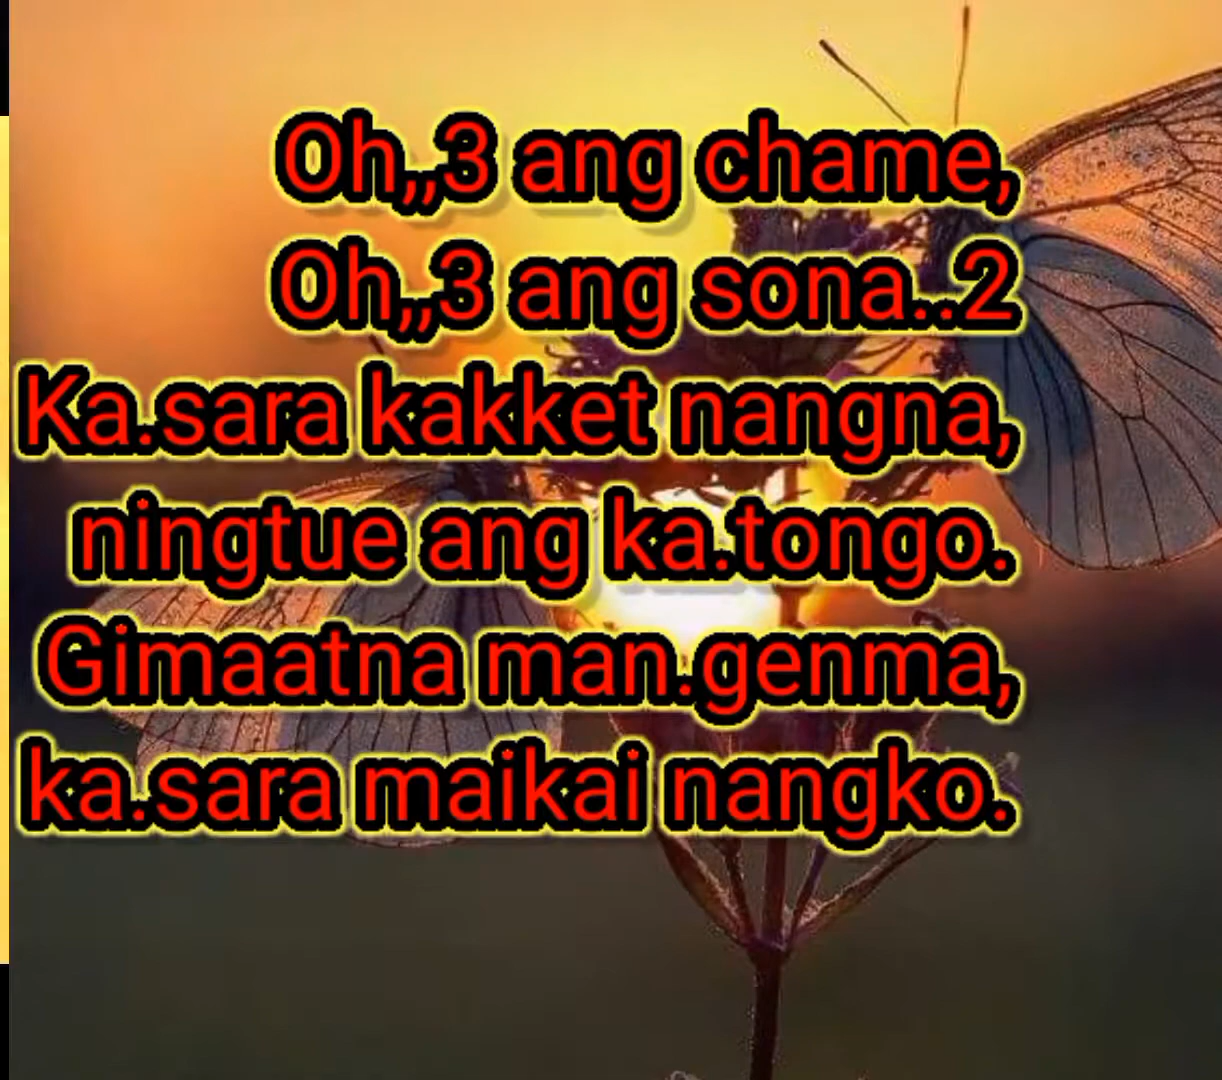 Oh,,,3 ang chame,
Oh,,,3 ang sona..2
Ka.sara kakket nangna,
ningtue ang ka.tongo.
Gimaatna man.genma,
ka.sara maikai nangko.